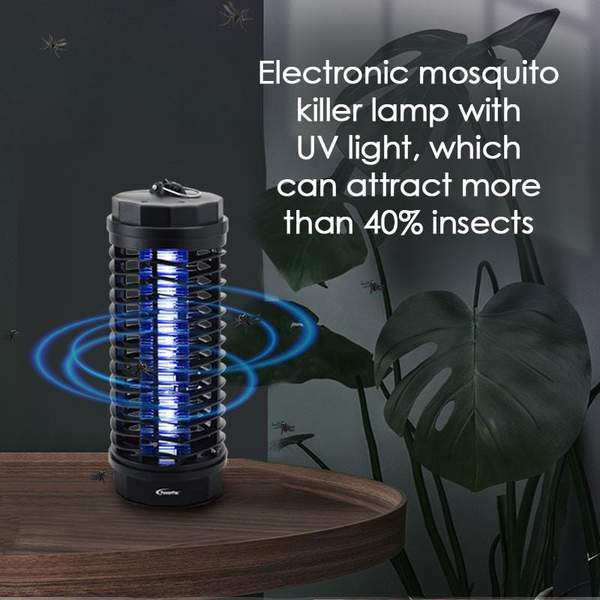 Electronic mosquito
killer lamp with
UV light, which
can attract more
than 40% insects
PowerPac